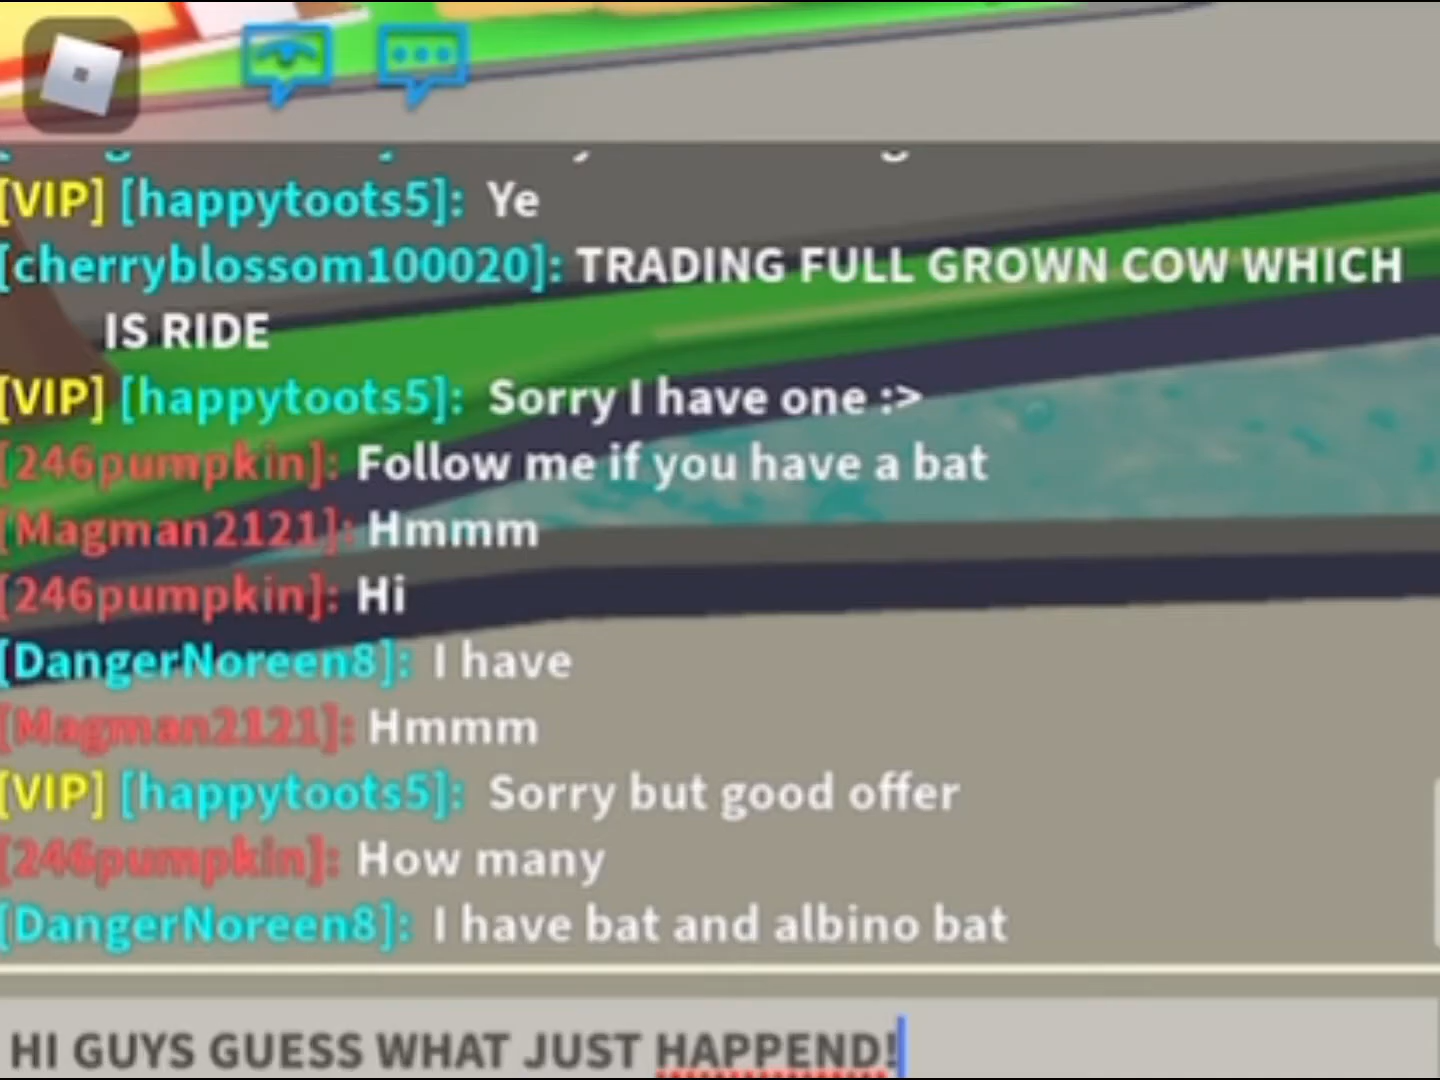 [VIP] [happytoots5]: Ye
[cherryblossom100020]: TRADING FULL GROWN COW WHICH
IS RIDE
[VIP] [happytoots5]: Sorry I have one :>
[246pumpkin]: Follow me if you have a bat
[Magman2121]: Hmmm
[246pumpkin]: Hi
[DangerNoreen8]: I have
[Magman2121]: Hmmm
[VIP] [happytoots5]: Sorry but good offer
[246pumpkin]: How many
[DangerNoreen8]: I have bat and albino bat
HI GUYS GUESS WHAT JUST HAPPEND!